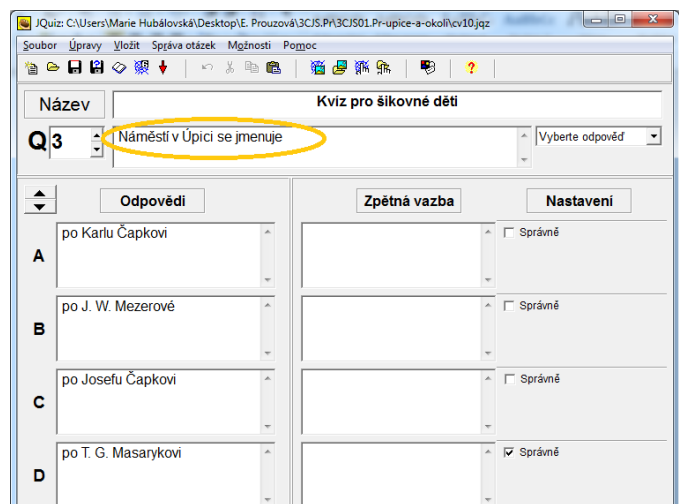 JQuiz: C:\Users\Marie Hubálovská\Desktop\E. Prouzová\3CJS.Pr\3CJS01.Pr-upice-a-okolí\cv10.jqz
Soubor Úpravy Vložit Správa otázek Možnosti Pomoc
Název Kviz pro šikovné děti
Q 3 Náměstí v Úpici se jmenuje Vyberte odpověď
Odpovědi Zpětná vazba Nastavení
A po Karlu Čapkovi Správně
B po J. W. Mezerové Správně
C po Josefu Čapkovi Správně
D po T. G. Masarykovi Správně